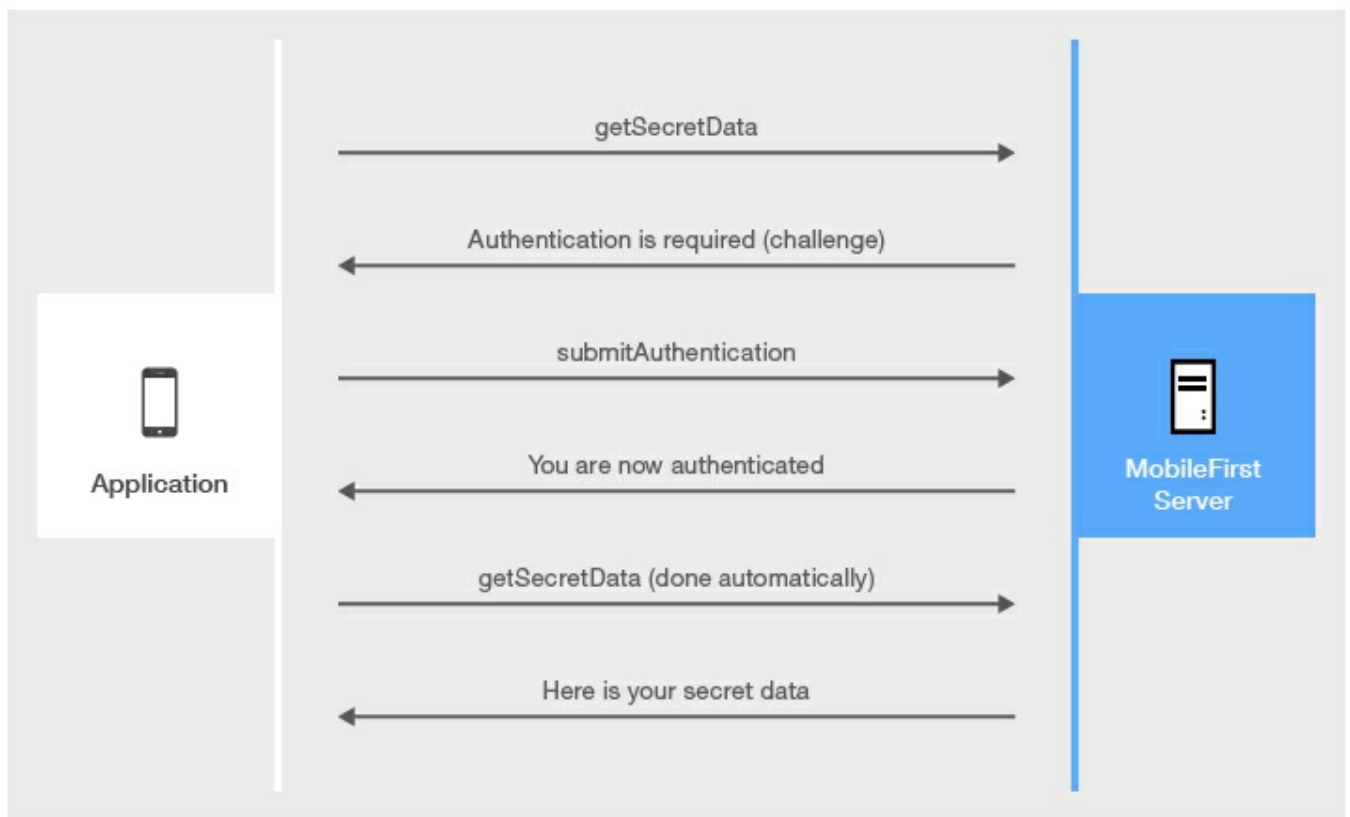 getSecretData
Authentication is required (challenge)
submitAuthentication
You are now authenticated
getSecretData (done automatically)
Here is your secret data
Application
MobileFirst
Server